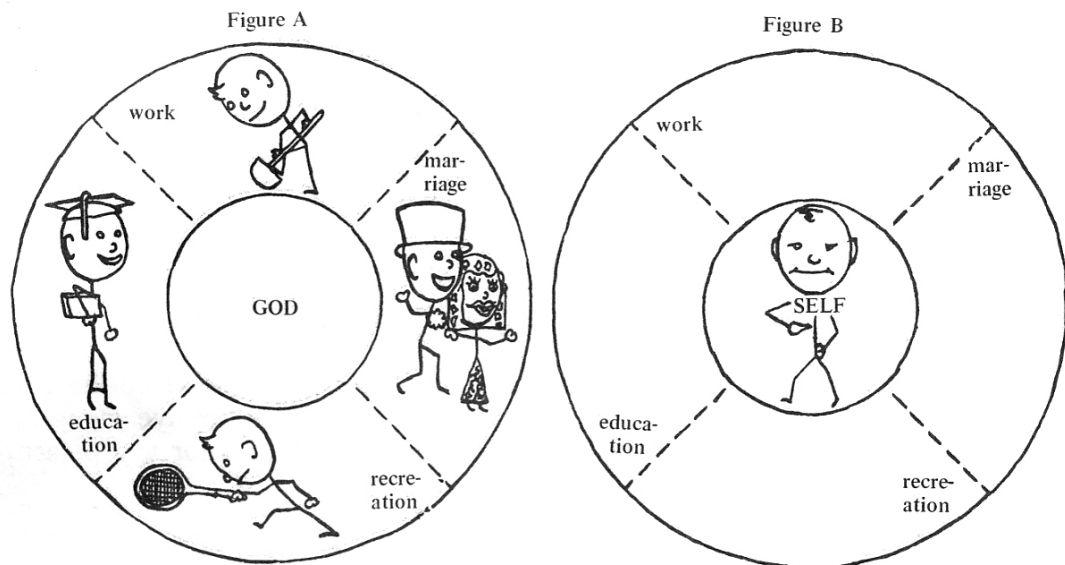 Figure A
work
mar-
riage
GOD
educa-
tion
recre-
ation
Figure B
work
mar-
riage
SELF
educa-
tion
recre-
ation